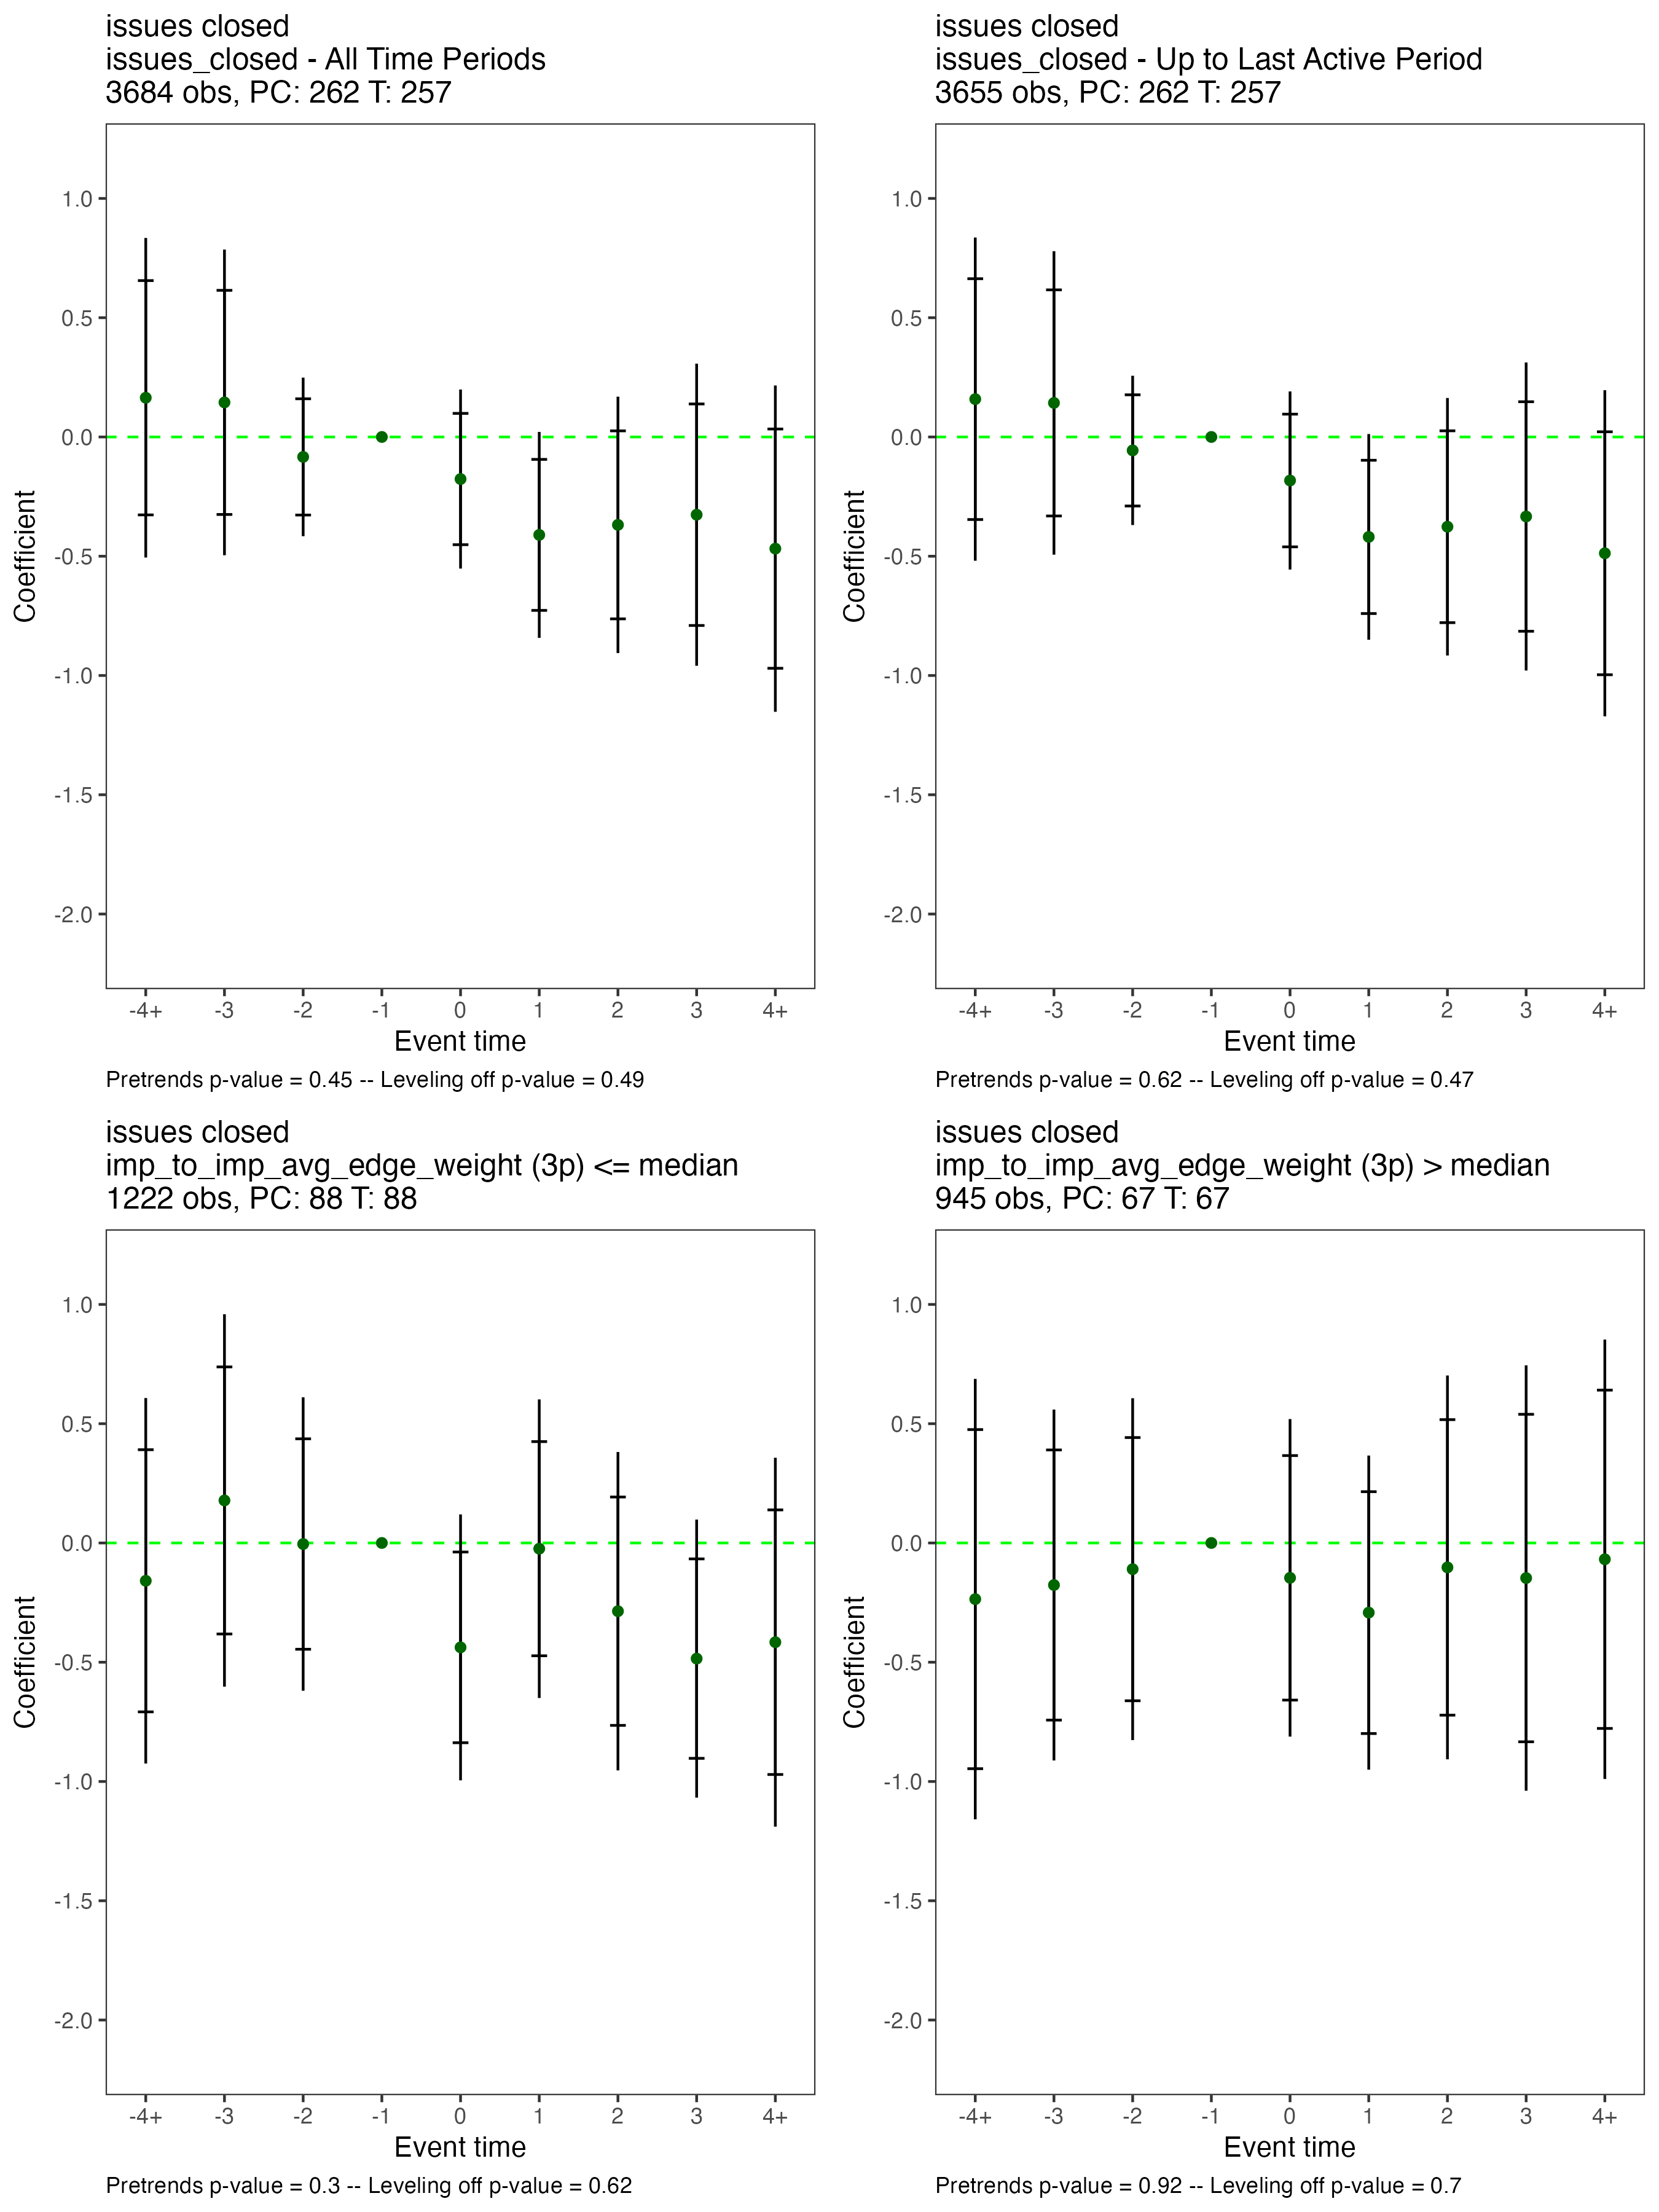 issues closed
issues_closed - All Time Periods
3684 obs, PC: 262 T: 257
Coefficient
1.0
0.5
0.0
-0.5
-1.0
-1.5
-2.0
-4+ -3 -2 -1 0 1 2 3 4+
Event time
Pretrends p-value = 0.45 -- Leveling off p-value = 0.49
issues closed
issues_closed - Up to Last Active Period
3655 obs, PC: 262 T: 257
Coefficient
1.0
0.5
0.0
-0.5
-1.0
-1.5
-2.0
-4+ -3 -2 -1 0 1 2 3 4+
Event time
Pretrends p-value = 0.62 -- Leveling off p-value = 0.47
issues closed
imp_to_imp_avg_edge_weight (3p) <= median
1222 obs, PC: 88 T: 88
Coefficient
1.0
0.5
0.0
-0.5
-1.0
-1.5
-2.0
-4+ -3 -2 -1 0 1 2 3 4+
Event time
Pretrends p-value = 0.3 -- Leveling off p-value = 0.62
issues closed
imp_to_imp_avg_edge_weight (3p) > median
945 obs, PC: 67 T: 67
Coefficient
1.0
0.5
0.0
-0.5
-1.0
-1.5
-2.0
-4+ -3 -2 -1 0 1 2 3 4+
Event time
Pretrends p-value = 0.92 -- Leveling off p-value = 0.7